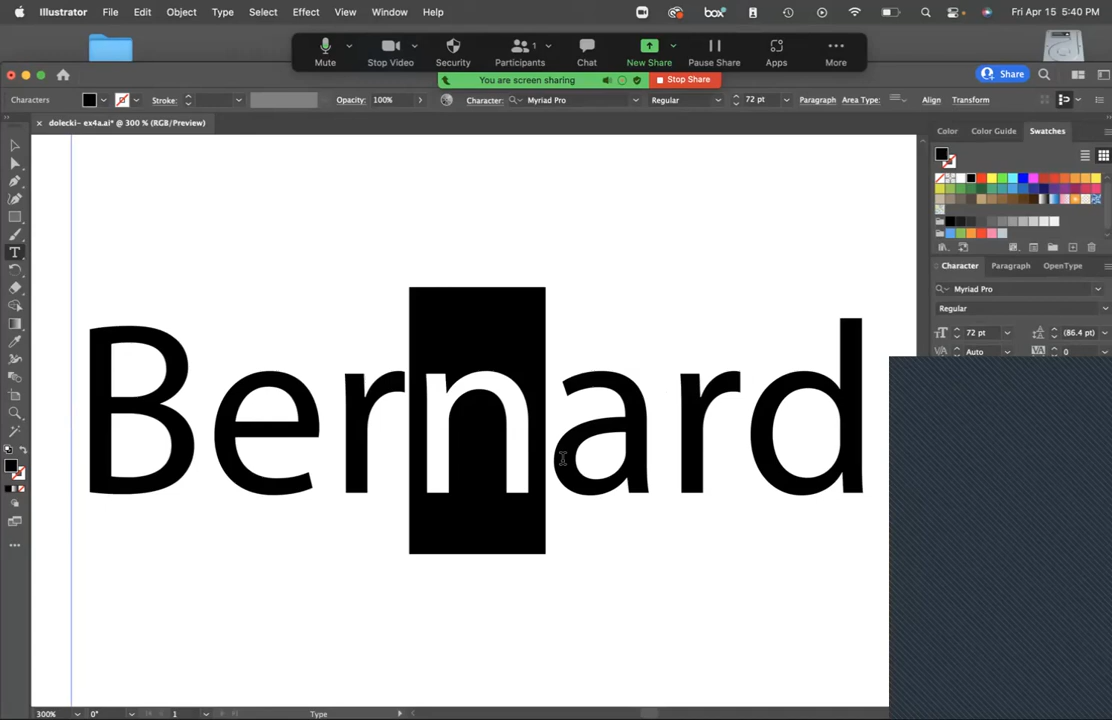 Illustrator File Edit Object Type Select Effect View Window Help box Fri Apr 15 5:40 PM
Mute Stop Video Security Participants 1 Chat New Share Pause Share Apps More
You are screen sharing Stop Share
Share
Characters Stroke: Opacity: 100% Character: Myriad Pro Regular 72 pt Paragraph Area Type: Align Transform
dolecki- ex4a.ai* @ 300 % (RGB/Preview)
Color Color Guide Swatches
Character Paragraph OpenType
Myriad Pro
Regular
72 pt (86.4 pt)
Auto 0
Bernard
300% 0° 1 Type